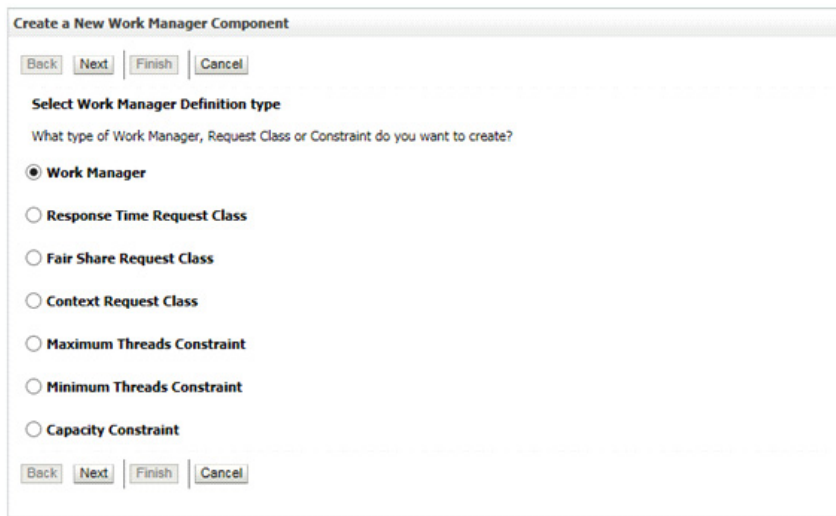 Create a New Work Manager Component
Back Next Finish Cancel
Select Work Manager Definition type
What type of Work Manager, Request Class or Constraint do you want to create?
Work Manager
Response Time Request Class
Fair Share Request Class
Context Request Class
Maximum Threads Constraint
Minimum Threads Constraint
Capacity Constraint
Back Next Finish Cancel